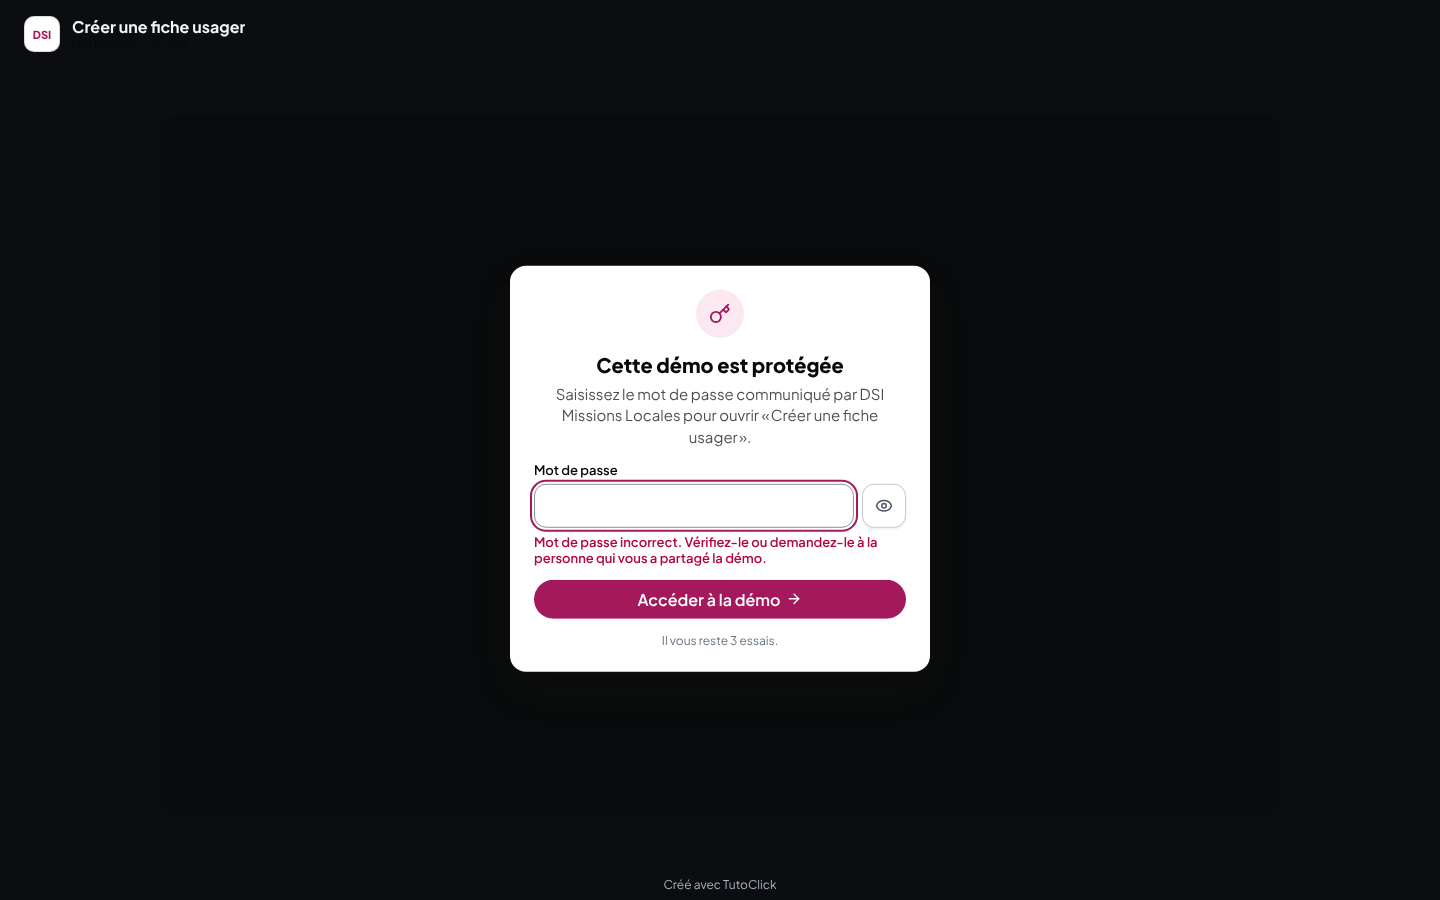 DSI
Créer une fiche usager
Cette démo est protégée
Saisissez le mot de passe communiqué par DSI
Missions Locales pour ouvrir « Créer une fiche
usager ».
Mot de passe
Mot de passe incorrect. Vérifiez-le ou demandez-le à la
personne qui vous a partagé la démo.
Accéder à la démo →
Il vous reste 3 essais.
Créé avec TutoClick